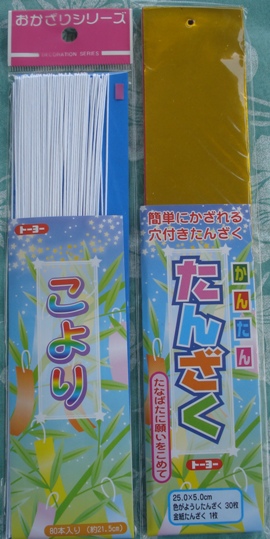 おかざりシリーズ
DECORATION SERIES
トーヨー
こより
80本入り (約21.5cm)
簡単にかざれる
穴付きたんざく
トーヨー
かんたん
たんざく
たなばたに願いをこめて
25.0×5.0cm
色がようしたんざく 30枚
金紙たんざく 1枚